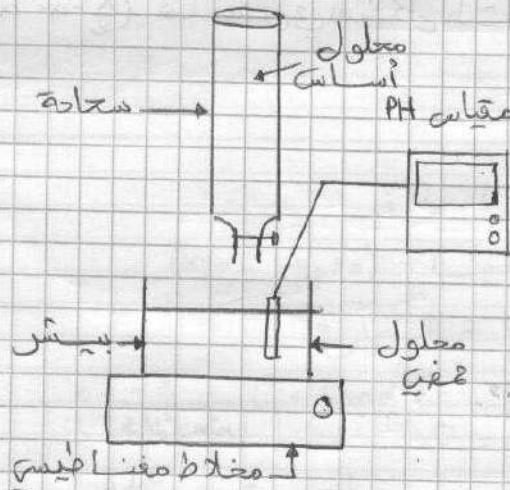 محلول
أساس
سحاحة
مقياس PH
بيشر
محلول
حمضي
مخلاط مغناطيسي